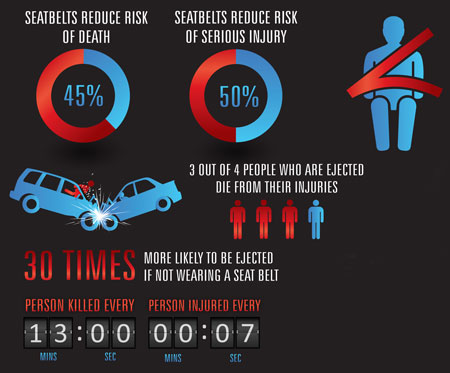 SEATBELTS REDUCE RISK
OF DEATH
SEATBELTS REDUCE RISK
OF SERIOUS INJURY
45%
50%
3 OUT OF 4 PEOPLE WHO ARE EJECTED
DIE FROM THEIR INJURIES
30 TIMES
MORE LIKELY TO BE EJECTED
IF NOT WEARING A SEAT BELT
PERSON KILLED EVERY
13:00
MINS SEC
PERSON INJURED EVERY
00:07
MINS SEC